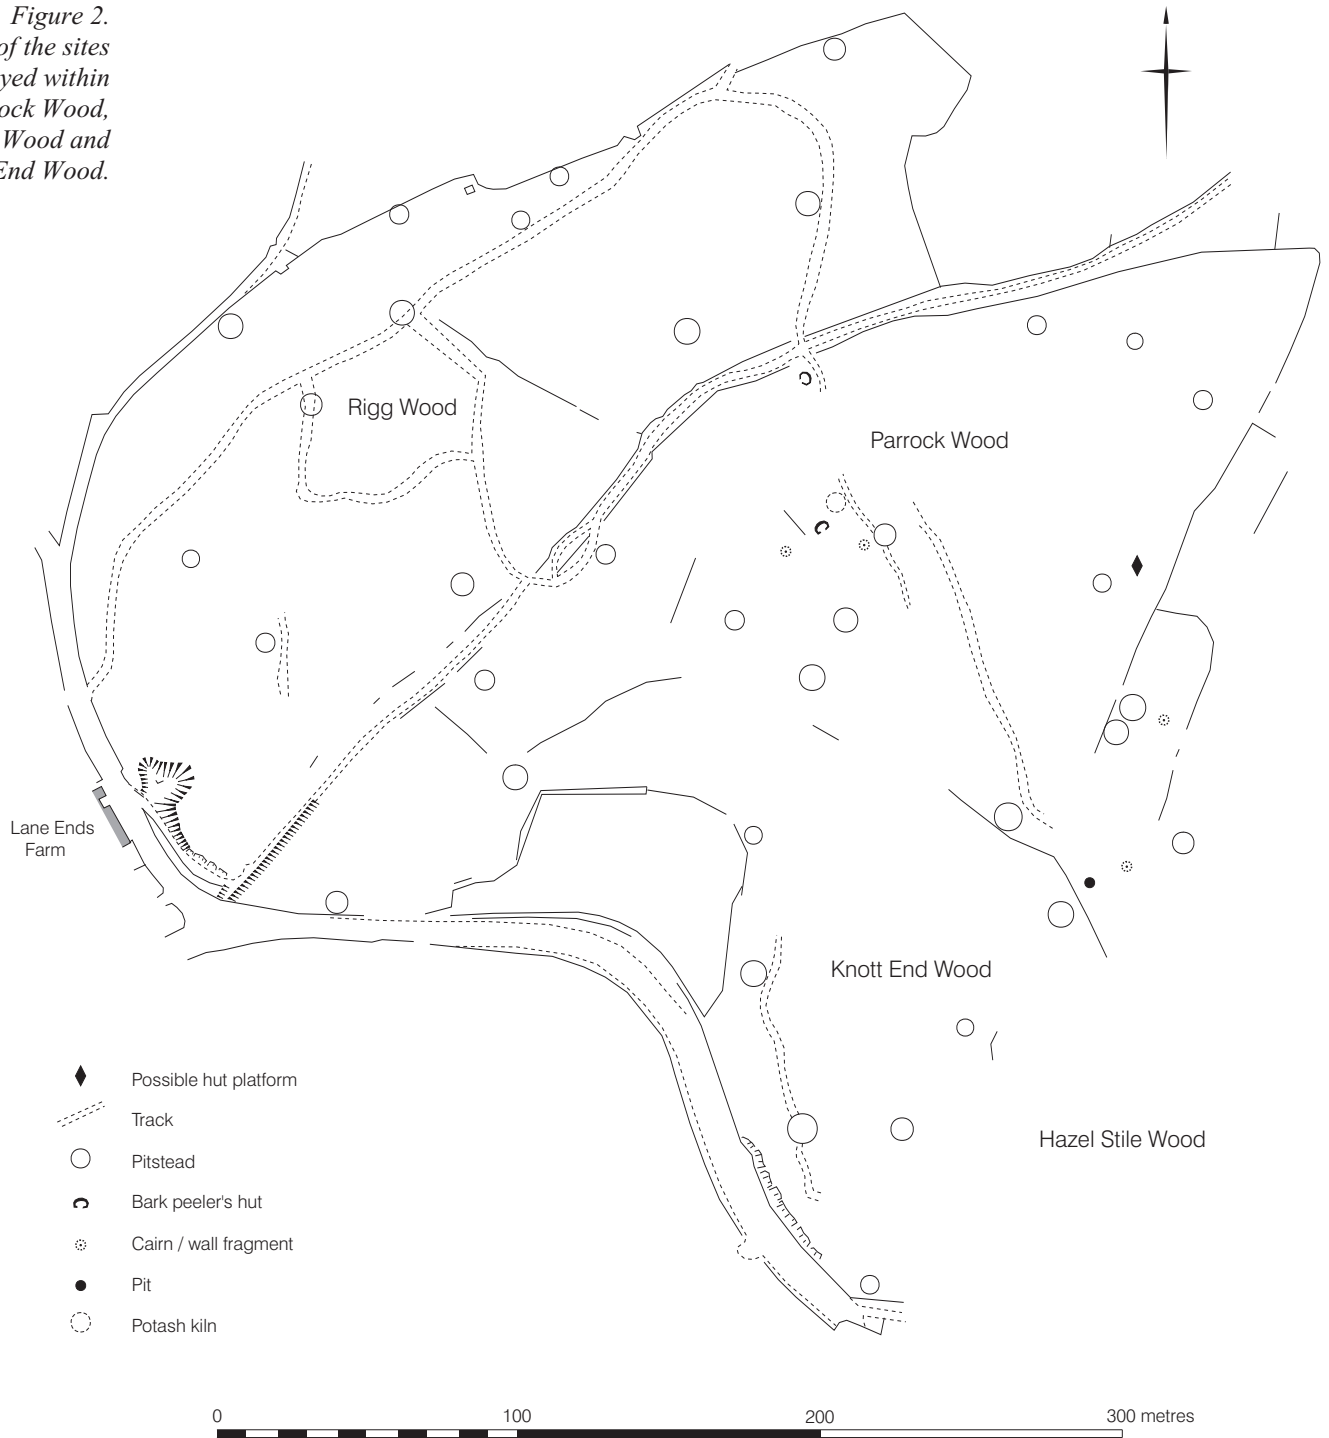 Figure 2.
of the sites
yed within
ock Wood,
Wood and
End Wood.
Rigg Wood
Parrock Wood
Lane Ends
Farm
Knott End Wood
Hazel Stile Wood
Possible hut platform
Track
Pitstead
Bark peeler's hut
Cairn / wall fragment
Pit
Potash kiln
0 100 200 300 metres